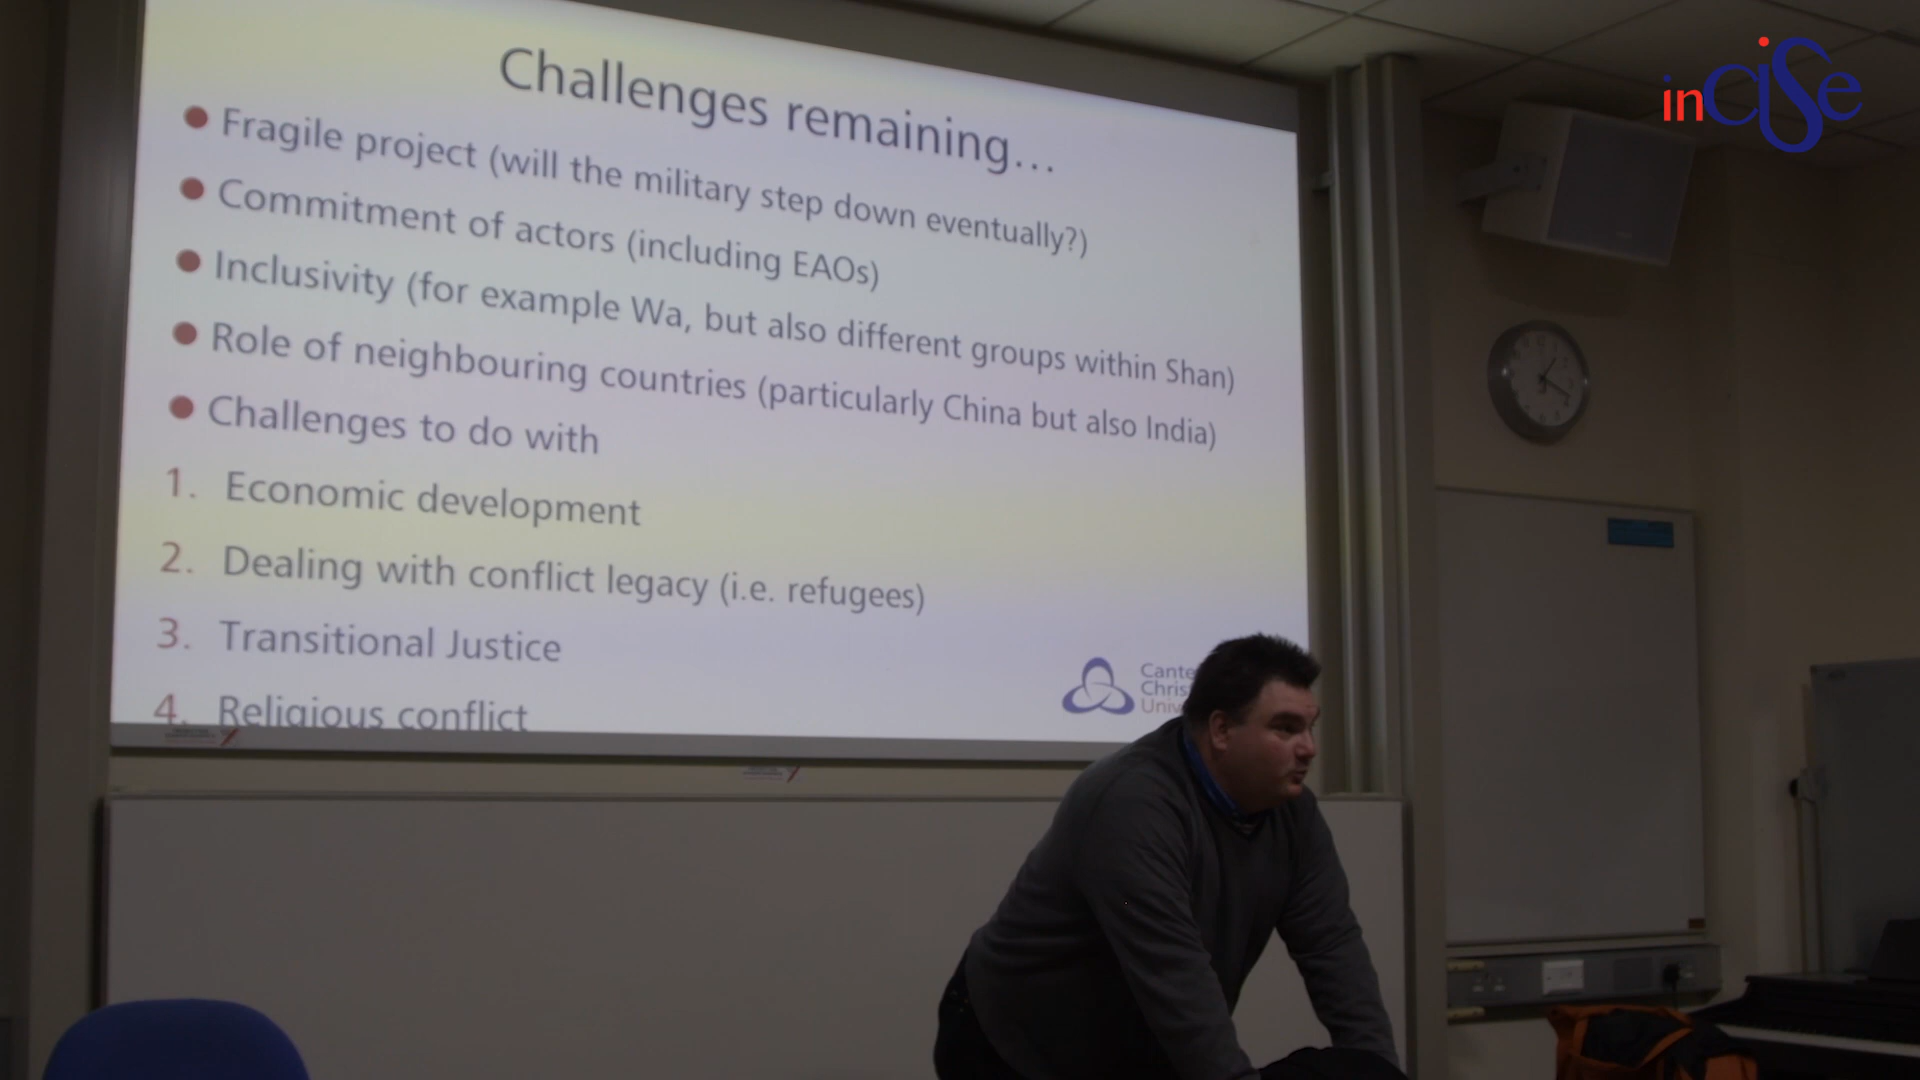 inCISe
Challenges remaining...
Fragile project (will the military step down eventually?)
Commitment of actors (including EAOs)
Inclusivity (for example Wa, but also different groups within Shan)
Role of neighbouring countries (particularly China but also India)
Challenges to do with
1. Economic development
2. Dealing with conflict legacy (i.e. refugees)
3. Transitional Justice
4. Religious conflict
Cante
Chris
Univ